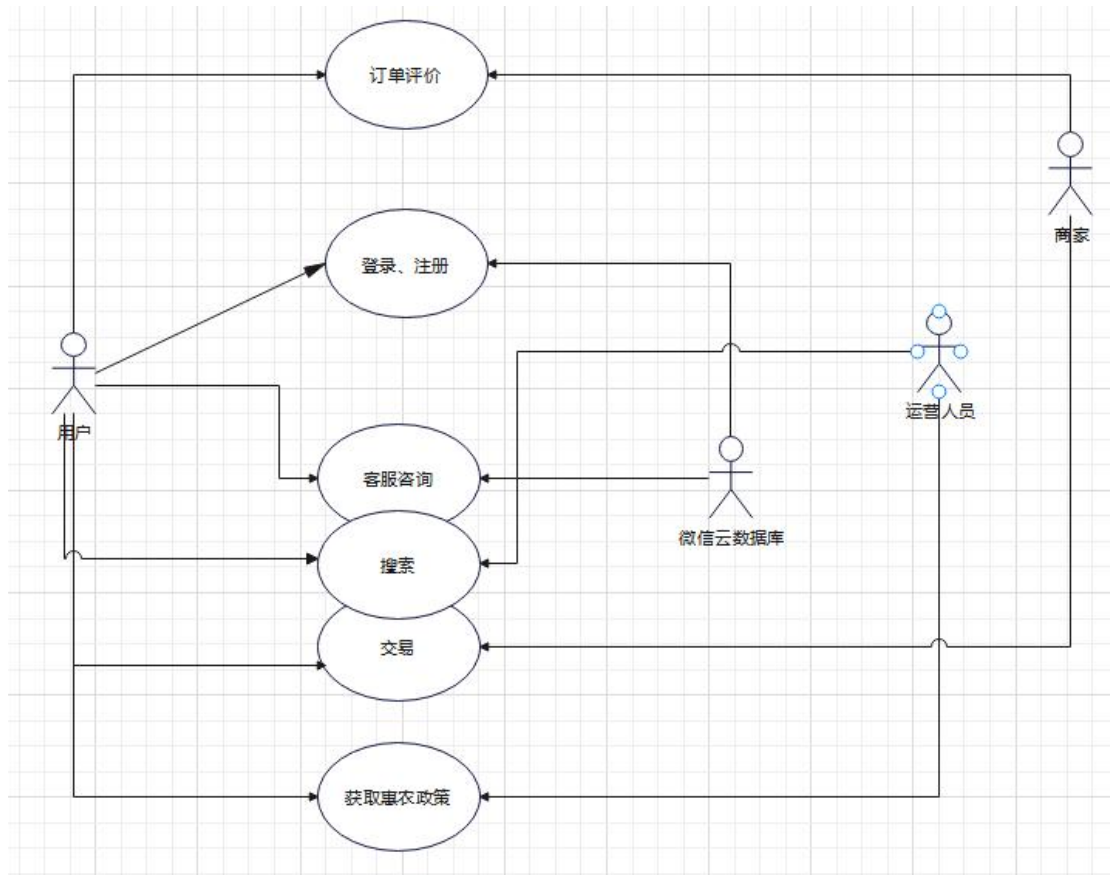 订单评价
商家
登录、注册
用户
运营人员
客服咨询
微信云数据库
搜索
交易
获取惠农政策